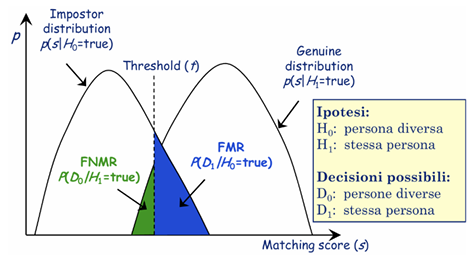 Impostor
distribution
p(s|H₀=true)
p
Threshold (t)
Genuine
distribution
p(s|H₁=true)
FNMR
P(D₀/H₁=true)
FMR
P(D₁/H₀=true)
Ipotesi:
H₀: persona diversa
H₁: stessa persona
Decisioni possibili:
D₀: persone diverse
D₁: stessa persona
Matching score (s)